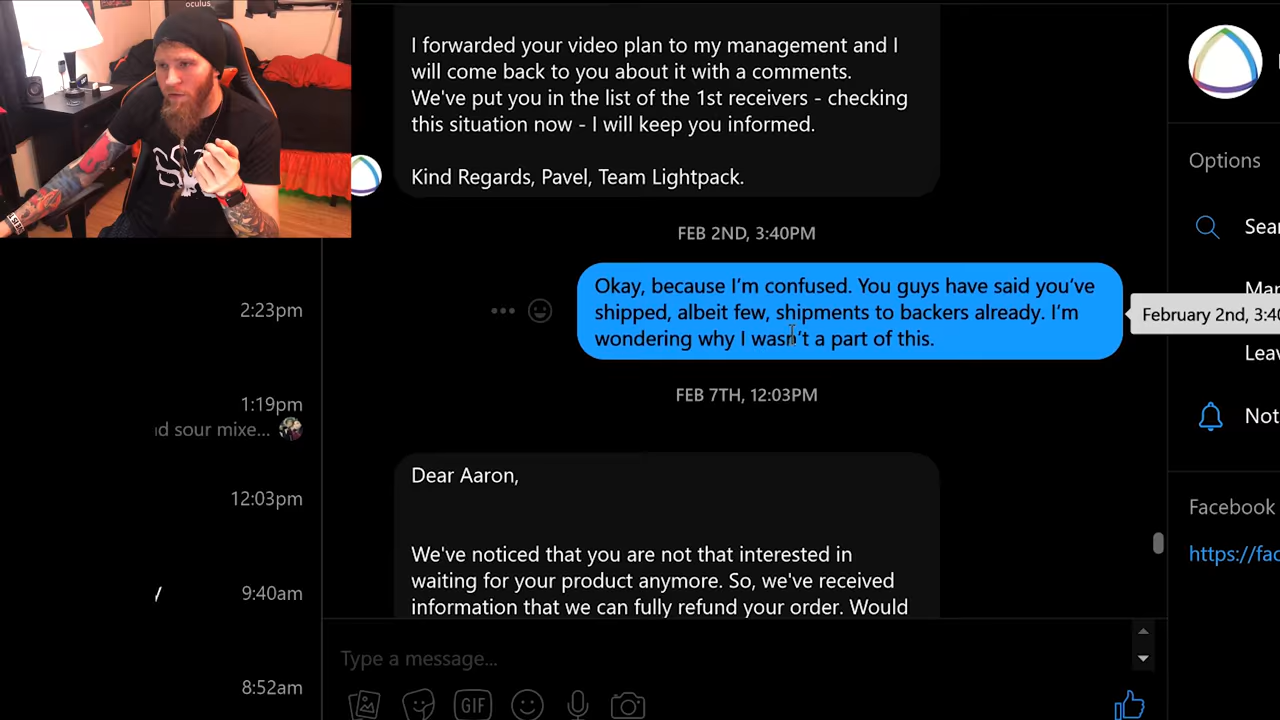 oculus
I forwarded your video plan to my management and I
will come back to you about it with a comments.
We've put you in the list of the 1st receivers - checking
this situation now - I will keep you informed.
Kind Regards, Pavel, Team Lightpack.
FEB 2ND, 3:40PM
Okay, because I'm confused. You guys have said you've
shipped, albeit few, shipments to backers already. I'm
wondering why I wasn't a part of this.
February 2nd, 3:40
FEB 7TH, 12:03PM
Dear Aaron,
We've noticed that you are not that interested in
waiting for your product anymore. So, we've received
information that we can fully refund your order. Would
Type a message...
GIF
2:23pm
1:19pm
d sour mixe...
12:03pm
9:40am
8:52am
Options
Sea
Mar
Leav
Not
Facebook
https://fac